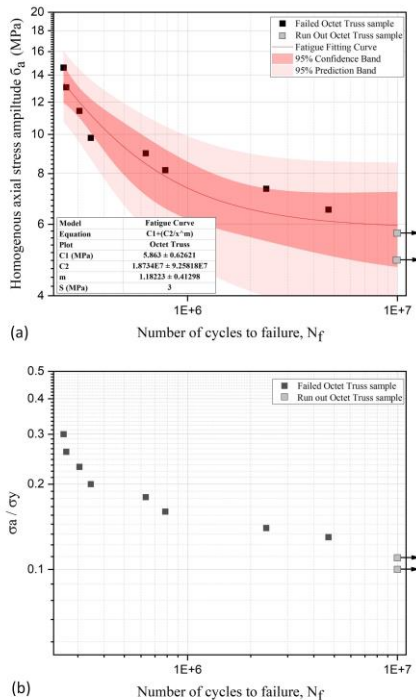 20
18
16
14
12
10
8
6
4
Homogenous axial stress ampiltude ϭa (MPa)
Failed Octet Truss sample
Run Out Octet Truss sample
Fatigue Fitting Curve
95% Confidence Band
95% Prediction Band
Model Fatigue Curve
Equation C1+(C2/x^m)
Plot Octet Truss
C1 (MPa) 5.863 ± 0.62621
C2 1.8734E7 ± 9.25818E7
m 1.18223 ± 0.41298
S (MPa) 3
1E+6 1E+7
(a)
Number of cycles to failure, Nf
0.5
0.4
0.3
0.2
0.1
σa / σy
Failed Octet Truss sample
Run out Octet Truss sample
1E+6 1E+7
(b)
Number of cycles to failure, Nf